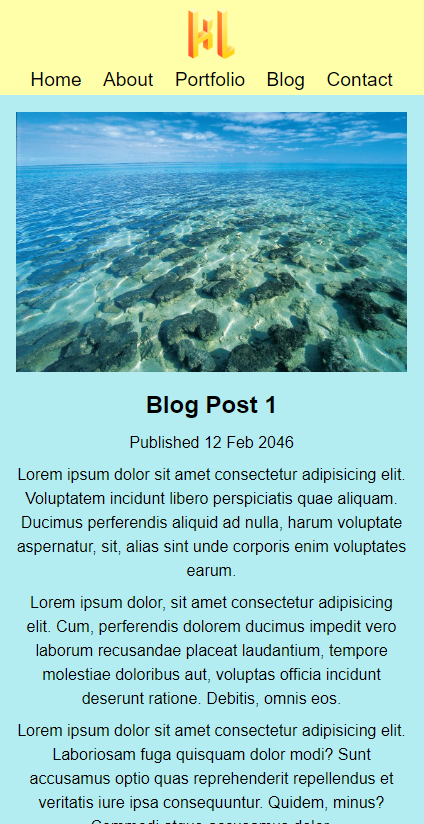 Home About Portfolio Blog Contact
Blog Post 1
Published 12 Feb 2046
Lorem ipsum dolor sit amet consectetur adipisicing elit.
Voluptatem incidunt libero perspiciatis quae aliquam.
Ducimus perferendis aliquid ad nulla, harum voluptate
aspernatur, sit, alias sint unde corporis enim voluptates
earum.
Lorem ipsum dolor, sit amet consectetur adipisicing
elit. Cum, perferendis dolorem ducimus impedit vero
laborum recusandae placeat laudantium, tempore
molestiae doloribus aut, voluptas officia incidunt
deserunt ratione. Debitis, omnis eos.
Lorem ipsum dolor sit amet consectetur adipisicing elit.
Laboriosam fuga quisquam dolor modi? Sunt
accusamus optio quas reprehenderit repellendus et
veritatis iure ipsa consequuntur. Quidem, minus?